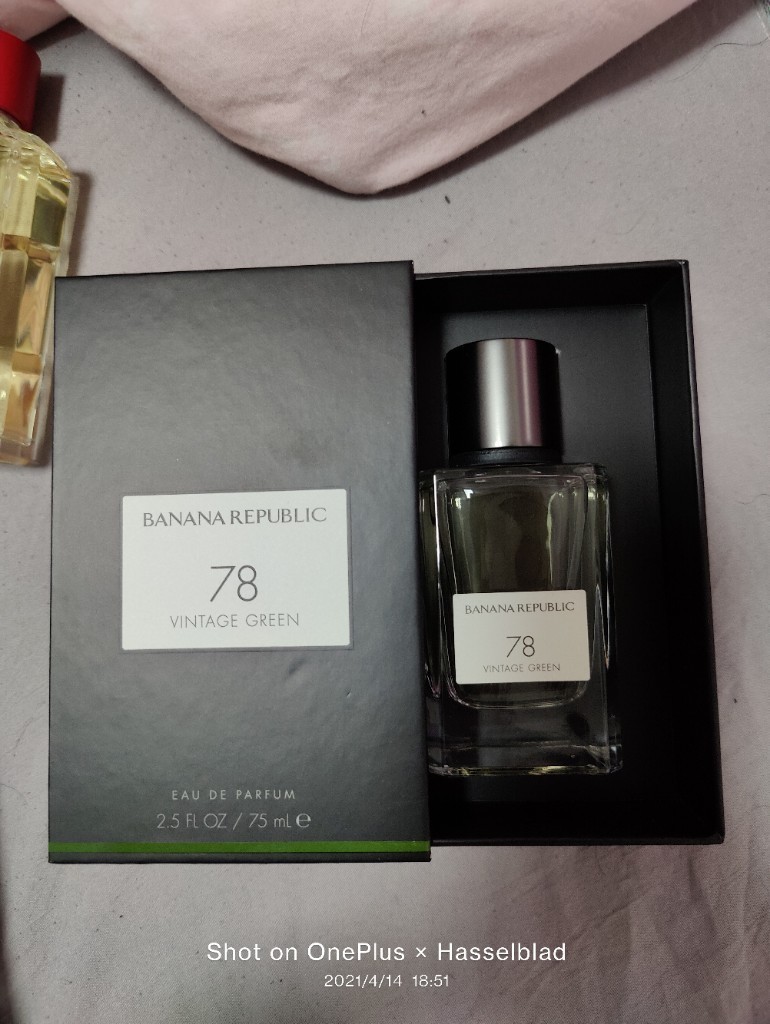 BANANA REPUBLIC
78
VINTAGE GREEN
EAU DE PARFUM
2.5 FL OZ / 75 mL ℮
BANANA REPUBLIC
78
VINTAGE GREEN
Shot on OnePlus × Hasselblad
2021/4/14 18:51